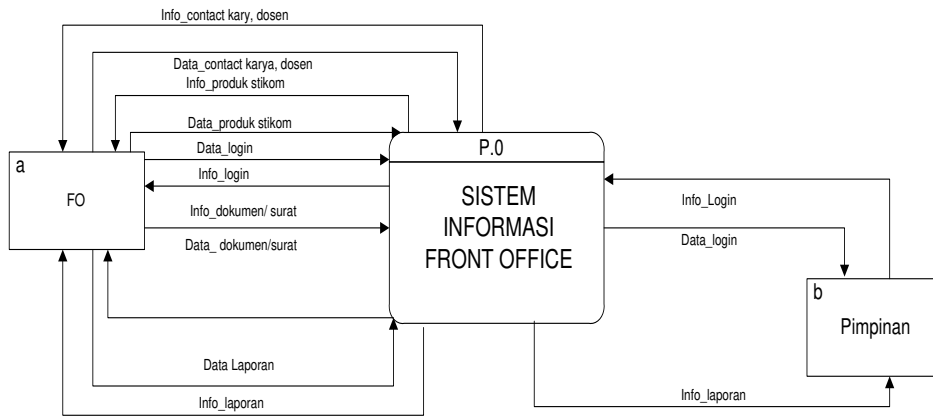 Info_contact kary, dosen
Data_contact karya, dosen
Info_produk stikom
Data_produk stikom
Data_login
Info_login
Info_dokumen/ surat
Data_ dokumen/surat
Data Laporan
Info_laporan
a
FO
P.0
SISTEM
INFORMASI
FRONT OFFICE
Info_Login
Data_login
b
Pimpinan
Info_laporan